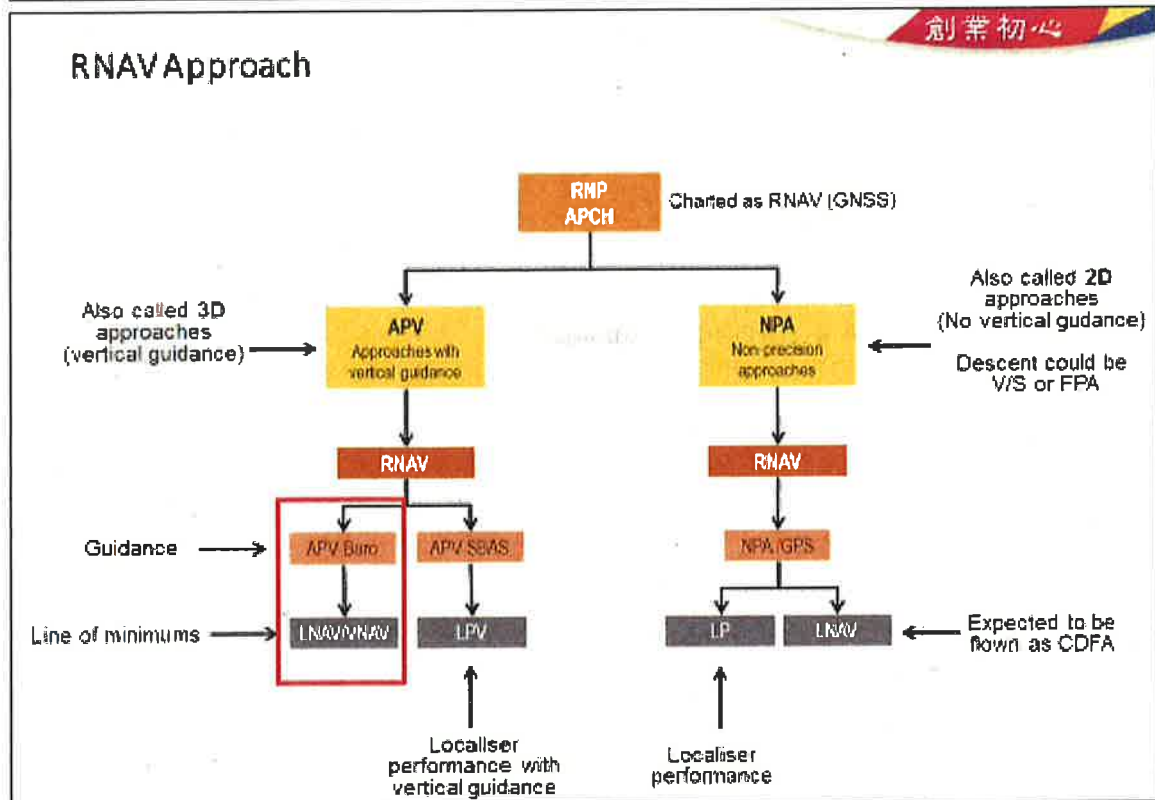 創業初心
RNAV Approach
RNP
APCH
Charted as RNAV (GNSS)
Also called 3D
approaches
(vertical guidance)
APV
Approaches with
vertical guidance
NPA
Non-precision
approaches
Also called 2D
approaches
(No vertical gudance)
Descent could be
V/S or FPA
RNAV
RNAV
Guidance
APV Baro
APV SBAS
NPA/GPS
Line of minimums
LNAV/VNAV
LPV
LP
LNAV
Expected to be
flown as CDFA
Localiser
performance with
vertical guidance
Localiser
performance